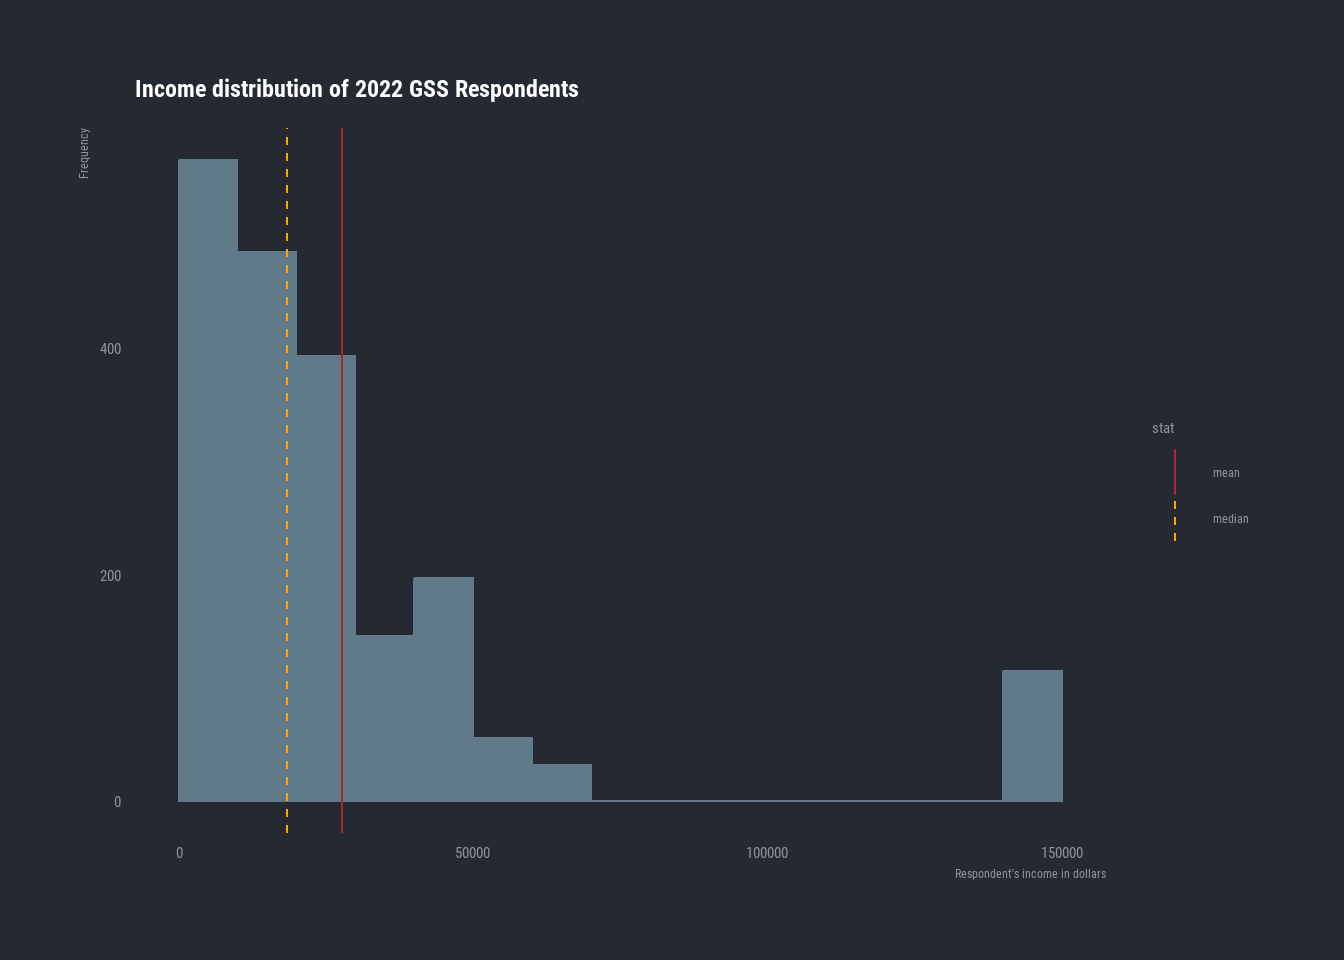 Income distribution of 2022 GSS Respondents
Frequency
400
200
0
0 50000 100000 150000
Respondent's income in dollars
stat
mean
median